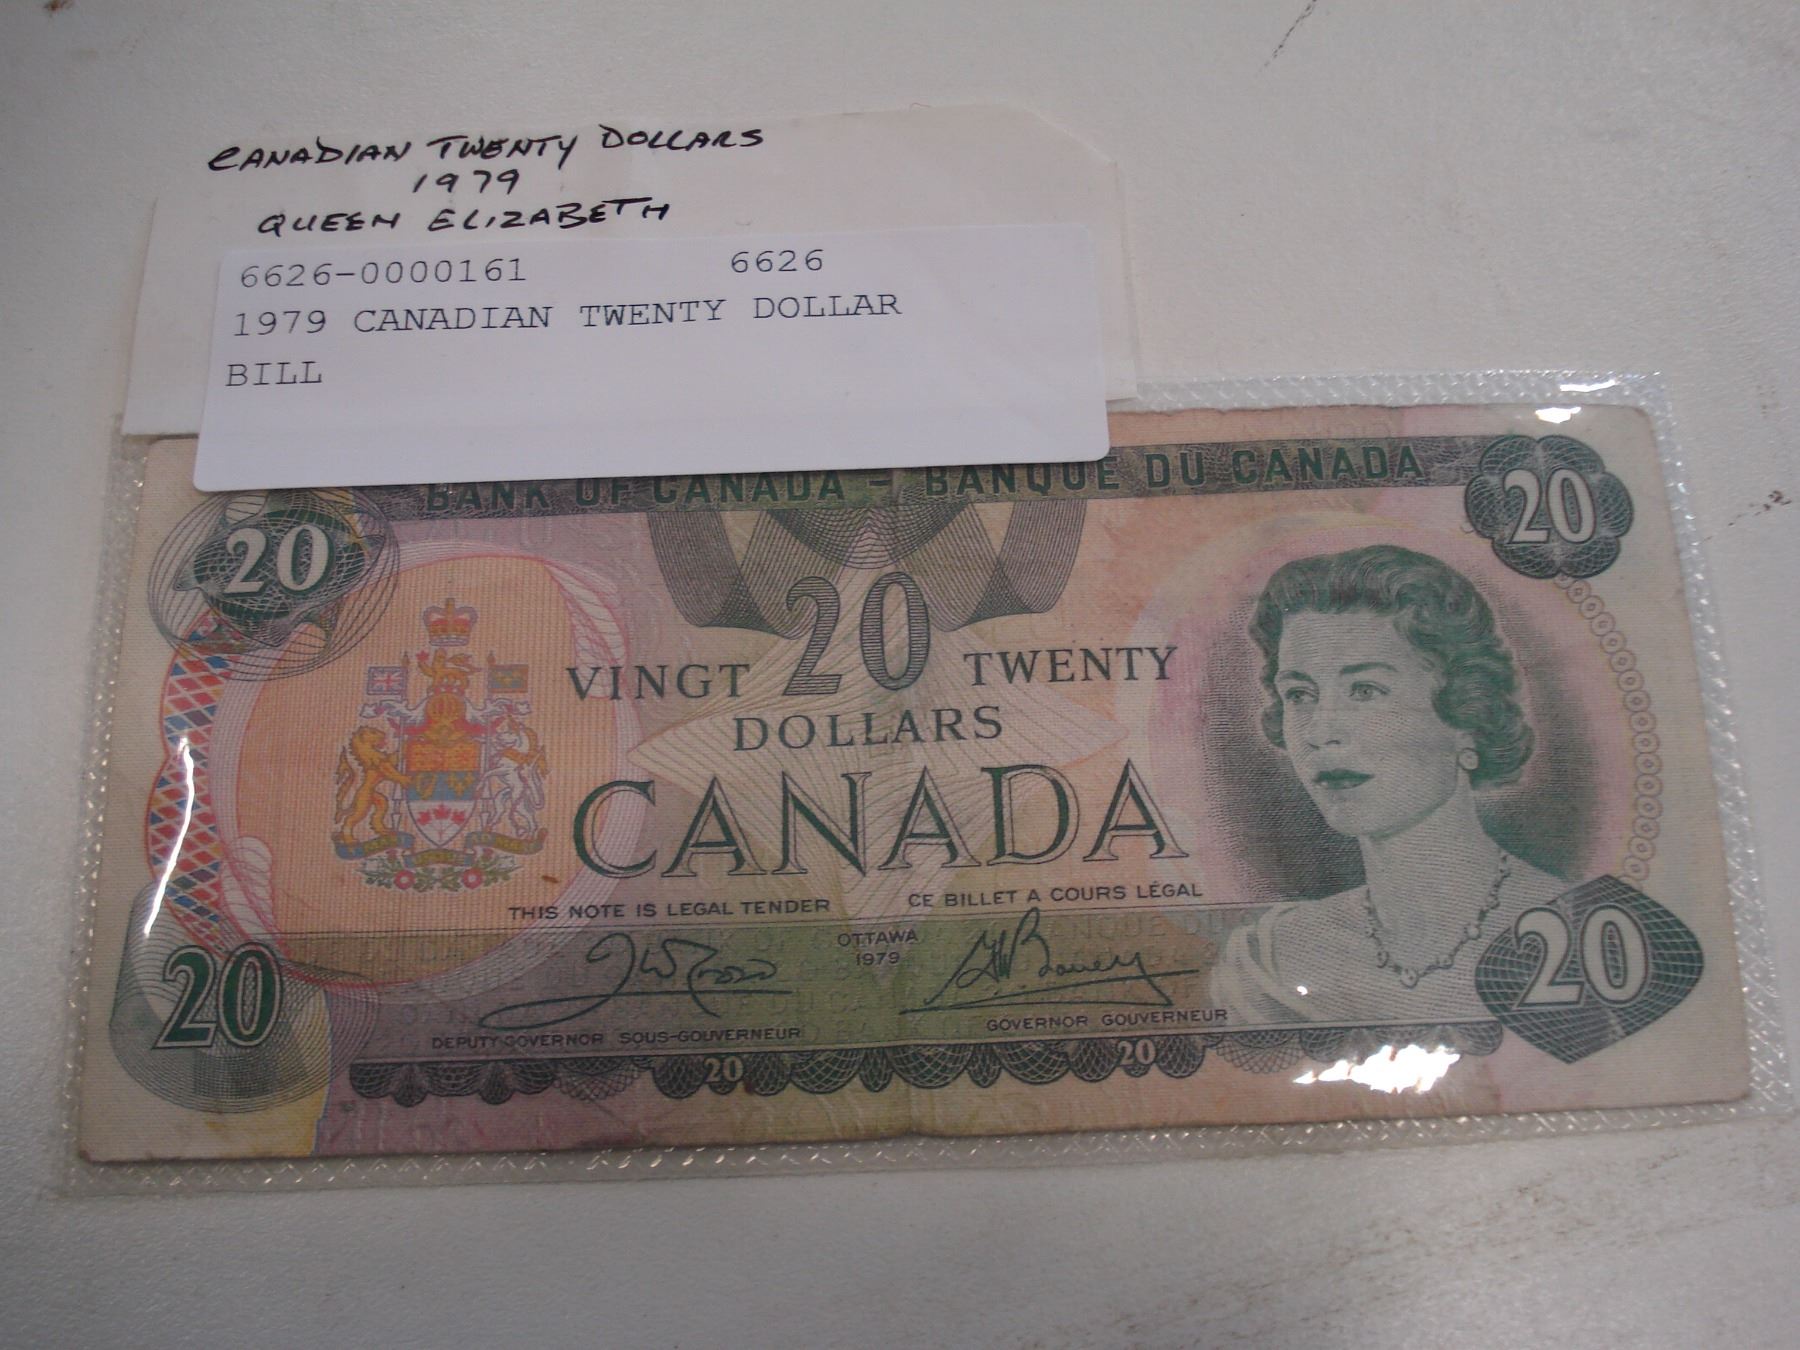 CANADIAN TWENTY DOLLARS
1979
QUEEN ELIZABETH
6626-0000161 6626
1979 CANADIAN TWENTY DOLLAR
BILL
BANK OF CANADA - BANQUE DU CANADA
20 20
20
VINGT TWENTY
DOLLARS
CANADA
THIS NOTE IS LEGAL TENDER CE BILLET A COURS LÉGAL
OTTAWA
1979
20 20
DEPUTY GOVERNOR SOUS-GOUVERNEUR GOVERNOR GOUVERNEUR
20 20